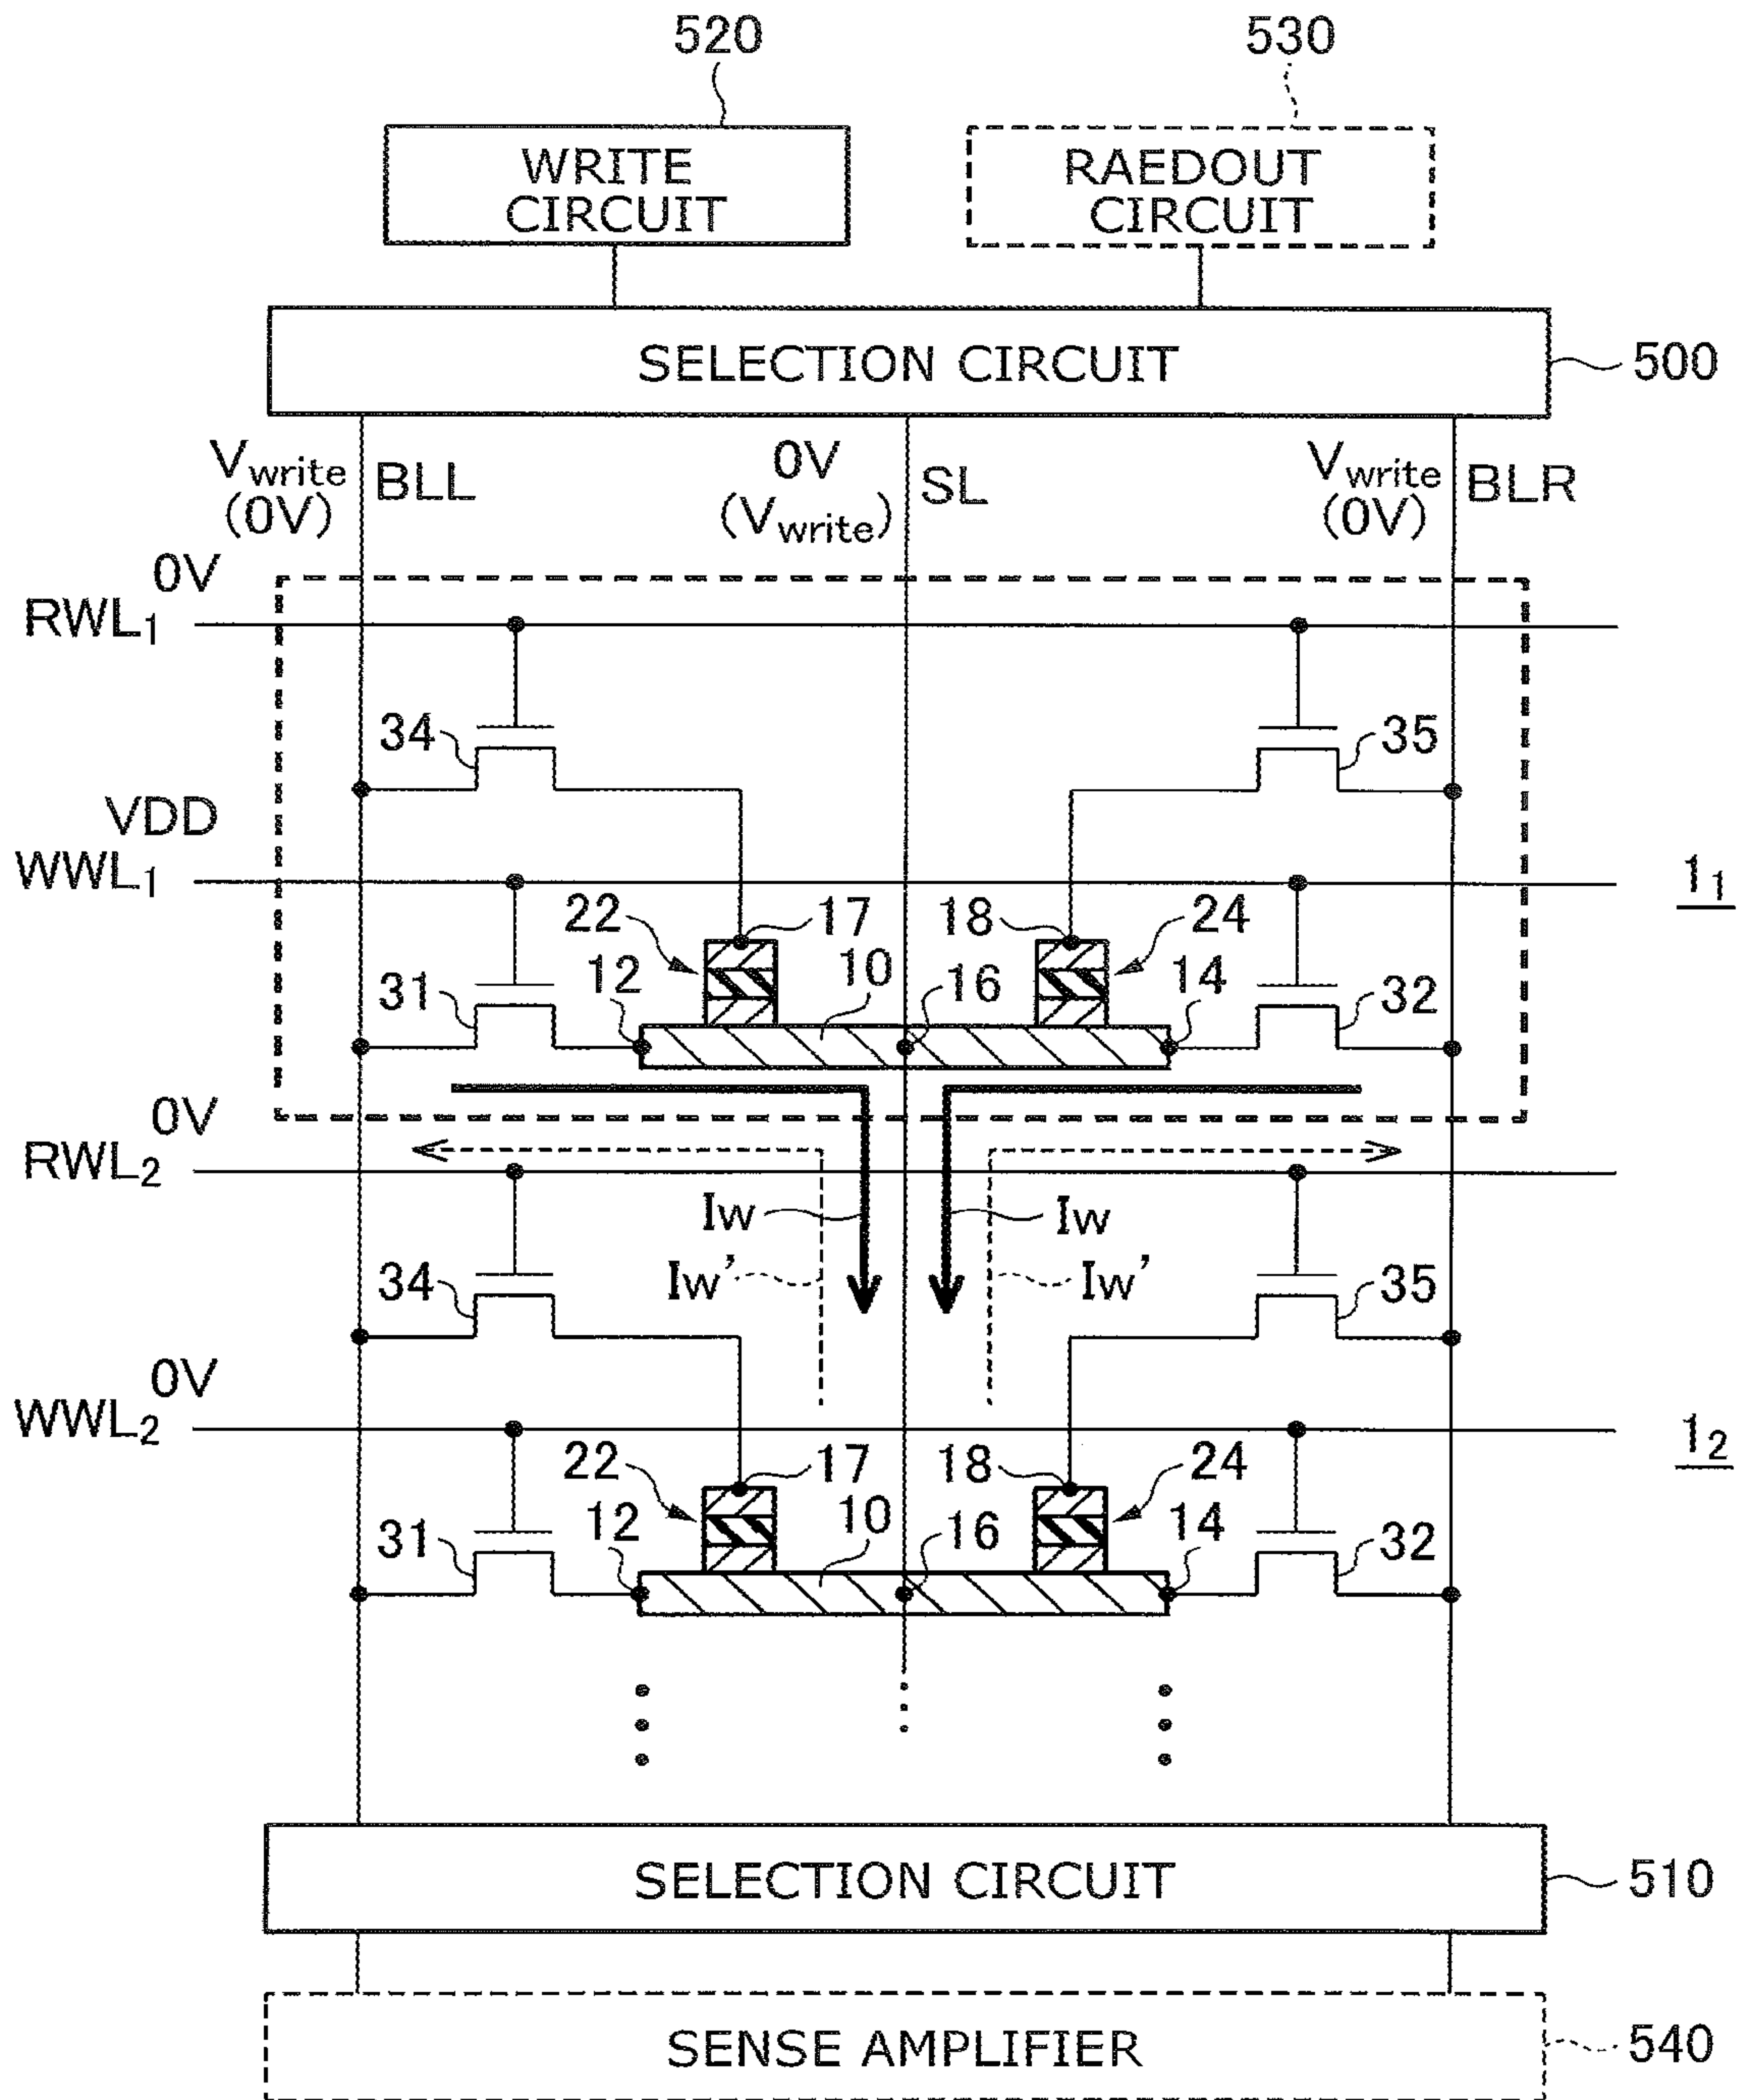 520
530
WRITE
CIRCUIT
RAEDOUT
CIRCUIT
SELECTION CIRCUIT
500
Vwrite
(0V)
BLL
0V
(Vwrite)
SL
Vwrite
(0V)
BLR
0V
RWL1
34
35
VDD
WWL1
11
22
17
18
24
12
10
16
14
31
32
0V
RWL2
Iw
Iw
Iw'
Iw'
34
35
0V
WWL2
12
22
17
18
24
12
10
16
14
31
32
SELECTION CIRCUIT
510
SENSE AMPLIFIER
540